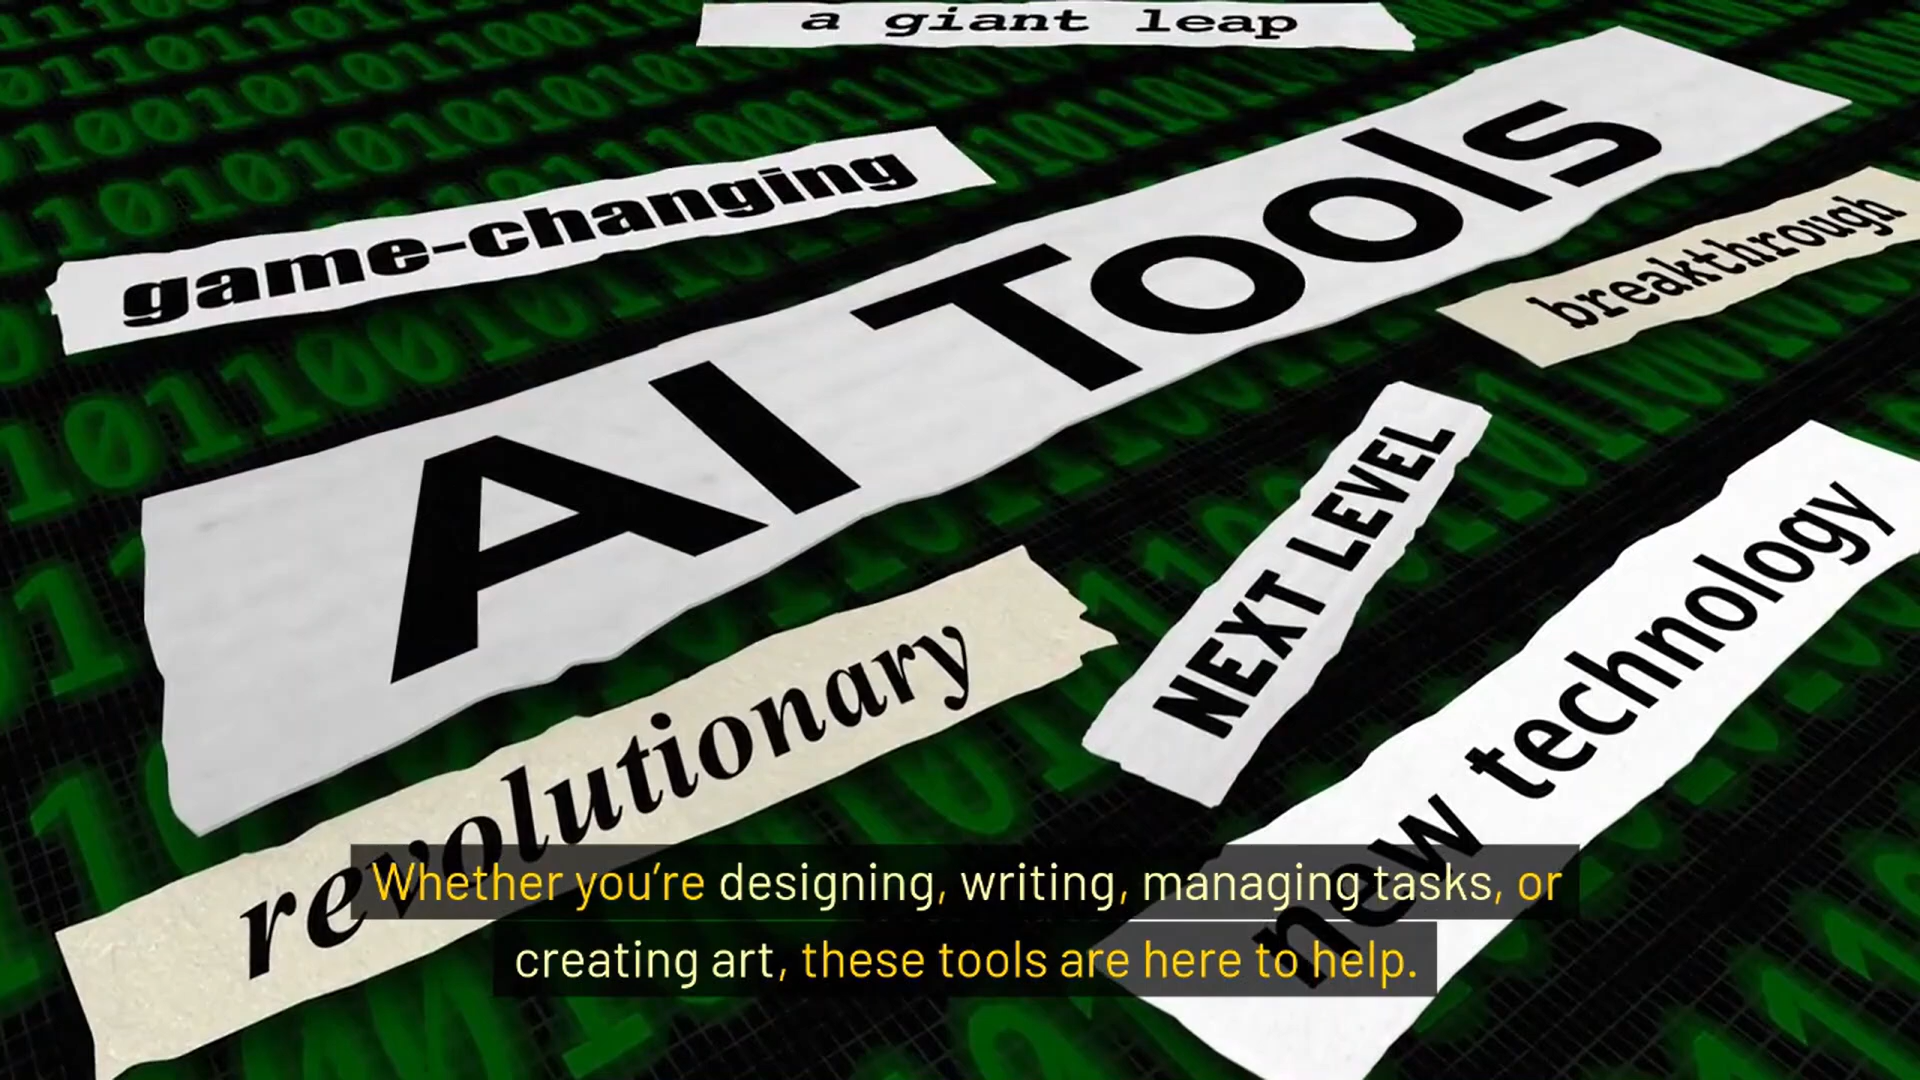 a giant leap
game-changing
AI Tools
breakthrough
NEXT LEVEL
revolutionary
new technology
Whether you’re designing, writing, managing tasks, or
creating art, these tools are here to help.